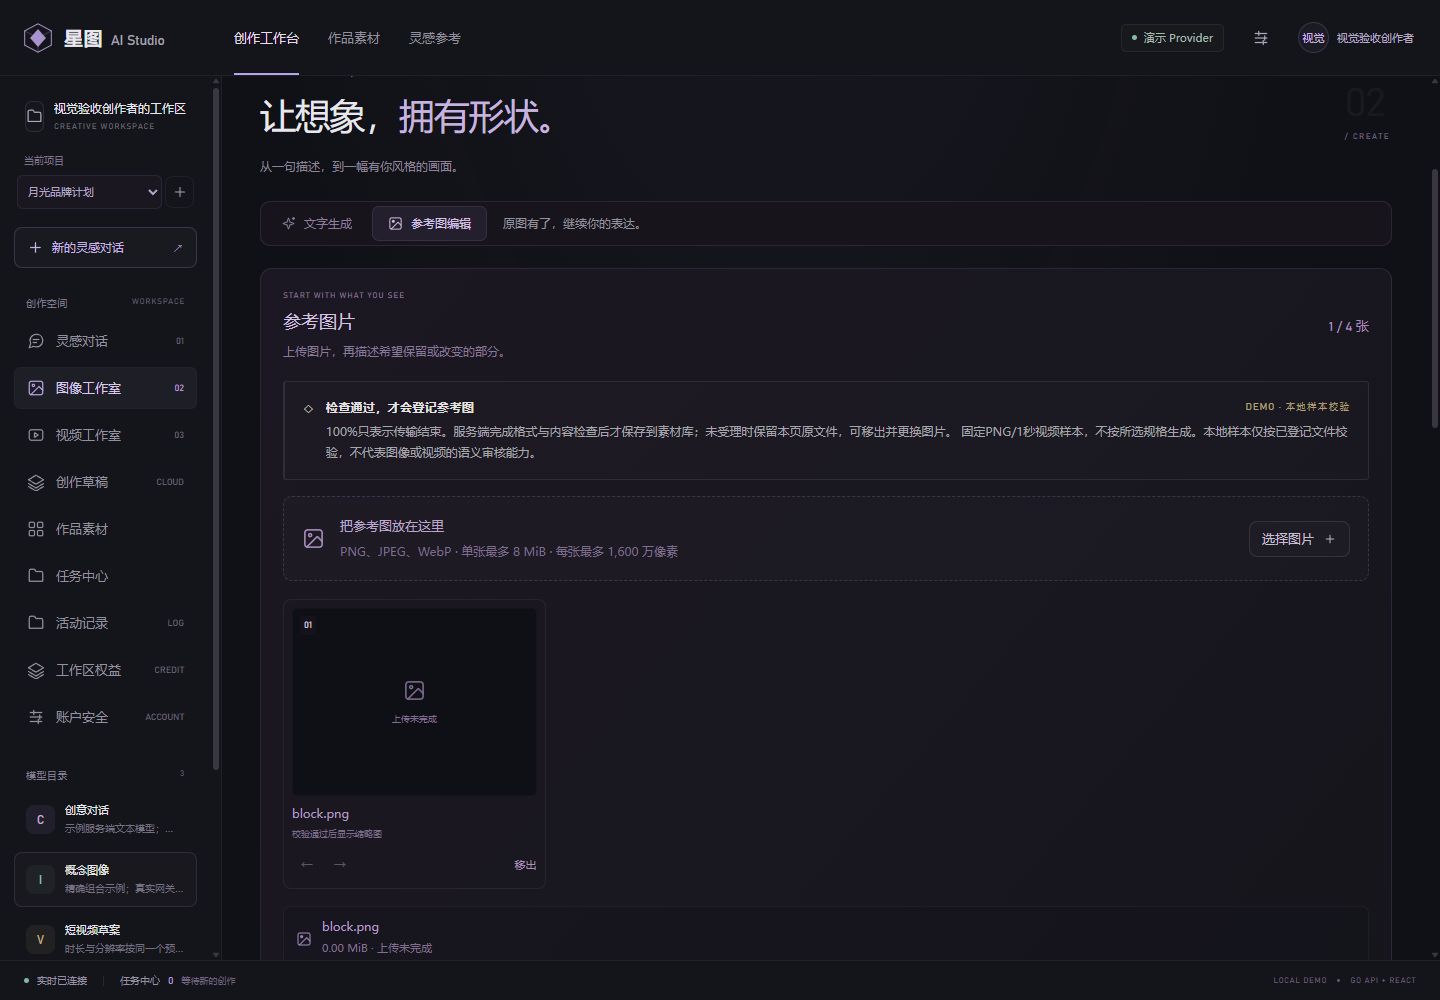 星图 AI Studio
创作工作台
作品素材
灵感参考
演示 Provider
视觉
视觉验收创作者
视觉验收创作者的工作区
CREATIVE WORKSPACE
当前项目
月光品牌计划
新的灵感对话
创作空间
WORKSPACE
灵感对话
01
图像工作室
02
视频工作室
03
创作草稿
CLOUD
作品素材
任务中心
活动记录
LOG
工作区权益
CREDIT
账户安全
ACCOUNT
模型目录
3
C
创意对话
示例服务端文本模型；...
I
概念图像
精确组合示例；真实网关...
V
短视频草案
时长与分辨率按同一个预...
让想象，拥有形状。
02
/ CREATE
从一句描述，到一幅有你风格的画面。
文字生成
参考图编辑
原图有了，继续你的表达。
START WITH WHAT YOU SEE
参考图片
1 / 4 张
上传图片，再描述希望保留或改变的部分。
检查通过，才会登记参考图
DEMO · 本地样本校验
100%只表示传输结束。服务端完成格式与内容检查后才保存到素材库；未受理时保留本页原文件，可移出并更换图片。 固定PNG/1秒视频样本，不按所选规格生成。本地样本仅按已登记文件校
验，不代表图像或视频的语义审核能力。
把参考图放在这里
PNG、JPEG、WebP · 单张最多 8 MiB · 每张最多 1,600 万像素
选择图片
01
上传未完成
block.png
校验通过后显示缩略图
← →
移出
block.png
0.00 MiB · 上传未完成
实时已连接
任务中心 0 等待新的创作
LOCAL DEMO • GO API + REACT